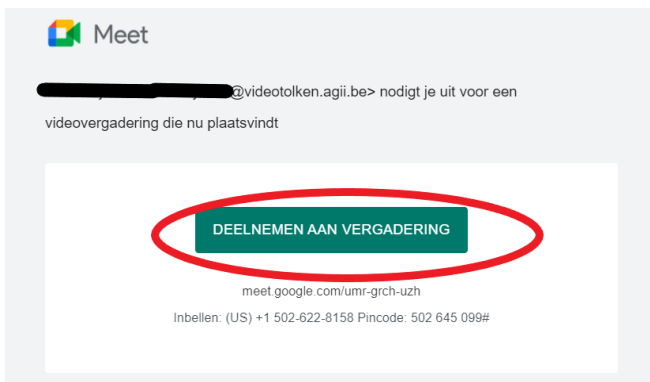 Meet
@videotolken.agii.be> nodigt je uit voor een
videovergadering die nu plaatsvindt
DEELNEMEN AAN VERGADERING
meet.google.com/umr-grch-uzh
Inbellen: (US) +1 502-622-8158 Pincode: 502 645 099#